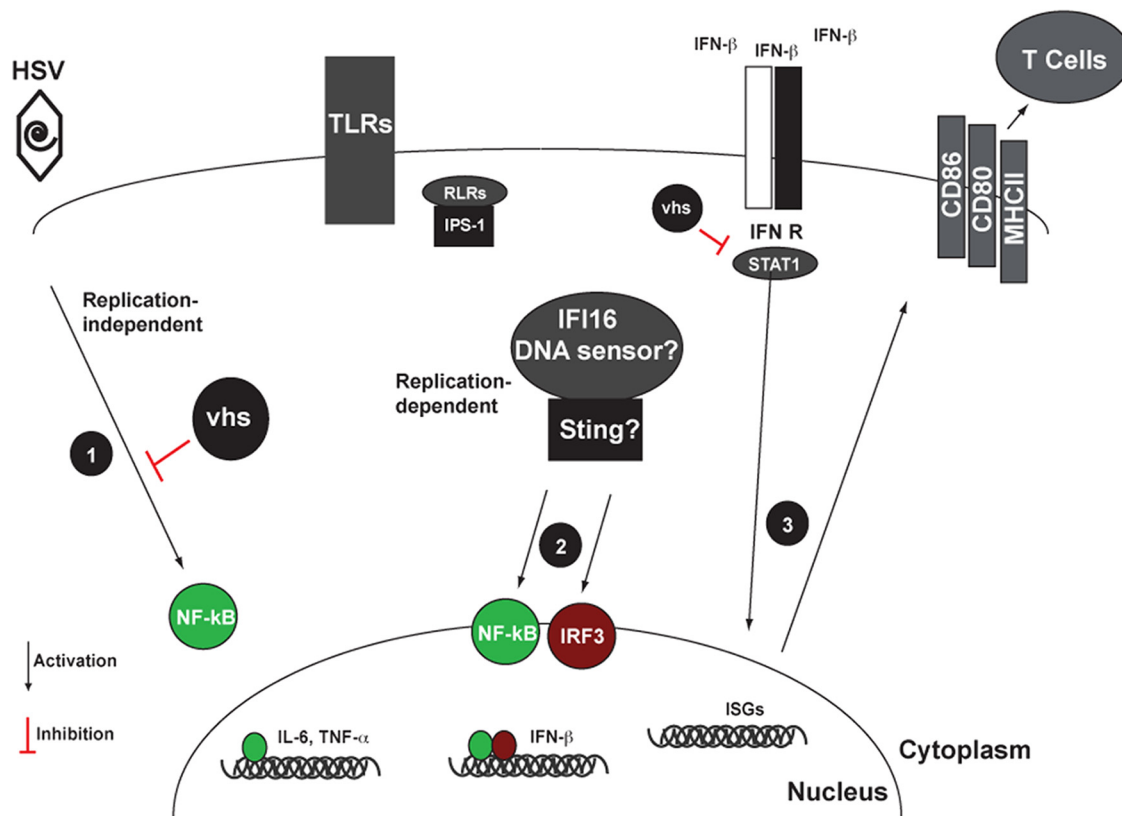 HSV
TLRs
RLRs
IPS-1
IFN-β
IFN-β
IFN-β
T Cells
CD86
CD80
MHCII
vhs
IFN R
STAT1
Replication-
independent
vhs
1
IFI16
DNA sensor?
Replication-
dependent
Sting?
2
3
NF-kB
NF-kB
IRF3
Activation
Inhibition
IL-6, TNF-α
IFN-β
ISGs
Cytoplasm
Nucleus